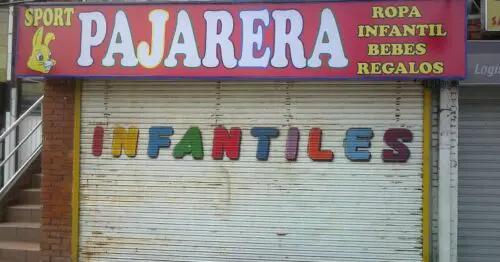 SPORT
PAJARERA
ROPA
INFANTIL
BEBES
REGALOS
INFANTILES